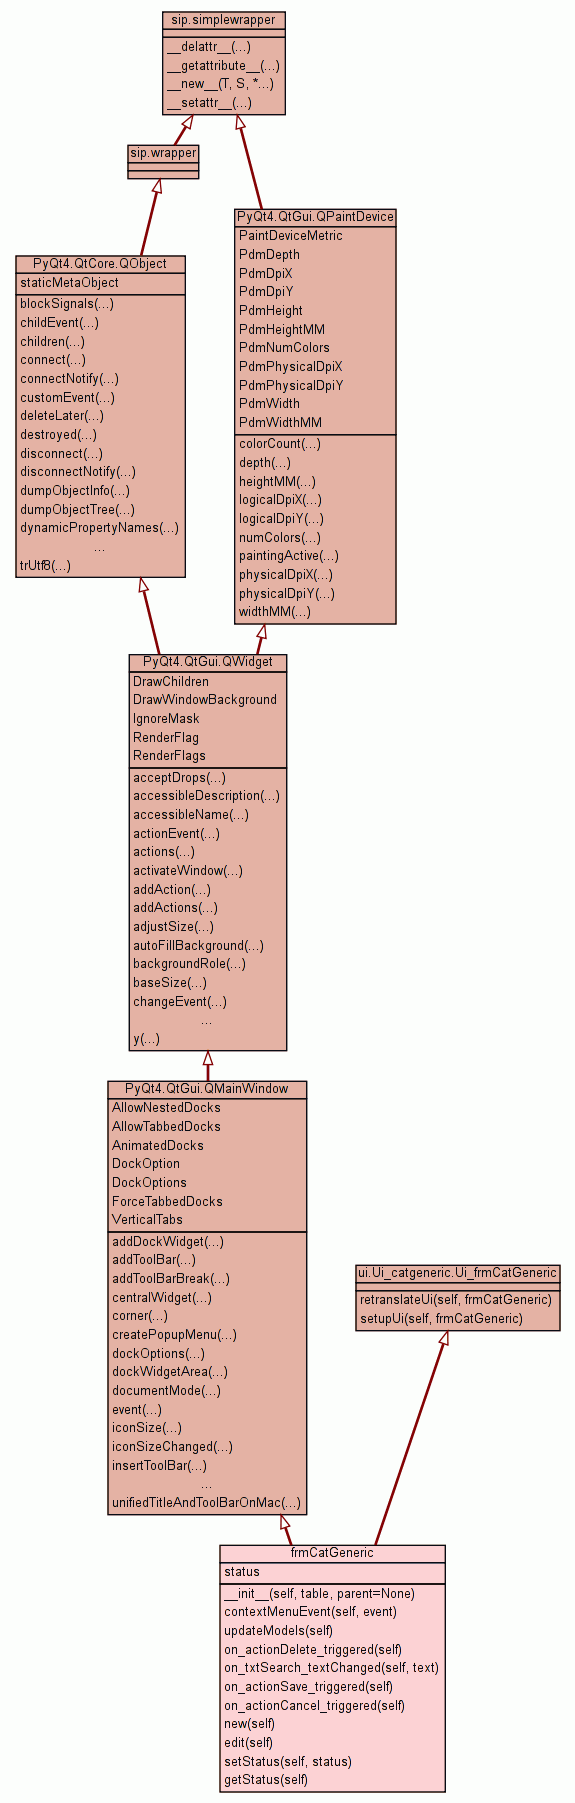 sip.simplewrapper
__delattr__(...)
__getattribute__(...)
__new__(T, S, *...)
__setattr__(...)
sip.wrapper
PyQt4.QtGui.QPaintDevice
PaintDeviceMetric
PdmDepth
PdmDpiX
PdmDpiY
PdmHeight
PdmHeightMM
PdmNumColors
PdmPhysicalDpiX
PdmPhysicalDpiY
PdmWidth
PdmWidthMM
colorCount(...)
depth(...)
heightMM(...)
logicalDpiX(...)
logicalDpiY(...)
numColors(...)
paintingActive(...)
physicalDpiX(...)
physicalDpiY(...)
widthMM(...)
PyQt4.QtCore.QObject
staticMetaObject
blockSignals(...)
childEvent(...)
children(...)
connect(...)
connectNotify(...)
customEvent(...)
deleteLater(...)
destroyed(...)
disconnect(...)
disconnectNotify(...)
dumpObjectInfo(...)
dumpObjectTree(...)
dynamicPropertyNames(...)
...
trUtf8(...)
PyQt4.QtGui.QWidget
DrawChildren
DrawWindowBackground
IgnoreMask
RenderFlag
RenderFlags
acceptDrops(...)
accessibleDescription(...)
accessibleName(...)
actionEvent(...)
actions(...)
activateWindow(...)
addAction(...)
addActions(...)
adjustSize(...)
autoFillBackground(...)
backgroundRole(...)
baseSize(...)
changeEvent(...)
...
y(...)
PyQt4.QtGui.QMainWindow
AllowNestedDocks
AllowTabbedDocks
AnimatedDocks
DockOption
DockOptions
ForceTabbedDocks
VerticalTabs
addDockWidget(...)
addToolBar(...)
addToolBarBreak(...)
centralWidget(...)
corner(...)
createPopupMenu(...)
dockOptions(...)
dockWidgetArea(...)
documentMode(...)
event(...)
iconSize(...)
iconSizeChanged(...)
insertToolBar(...)
...
unifiedTitleAndToolBarOnMac(...)
ui.Ui_catgeneric.Ui_frmCatGeneric
retranslateUi(self, frmCatGeneric)
setupUi(self, frmCatGeneric)
frmCatGeneric
status
__init__(self, table, parent=None)
contextMenuEvent(self, event)
updateModels(self)
on_actionDelete_triggered(self)
on_txtSearch_textChanged(self, text)
on_actionSave_triggered(self)
on_actionCancel_triggered(self)
new(self)
edit(self)
setStatus(self, status)
getStatus(self)